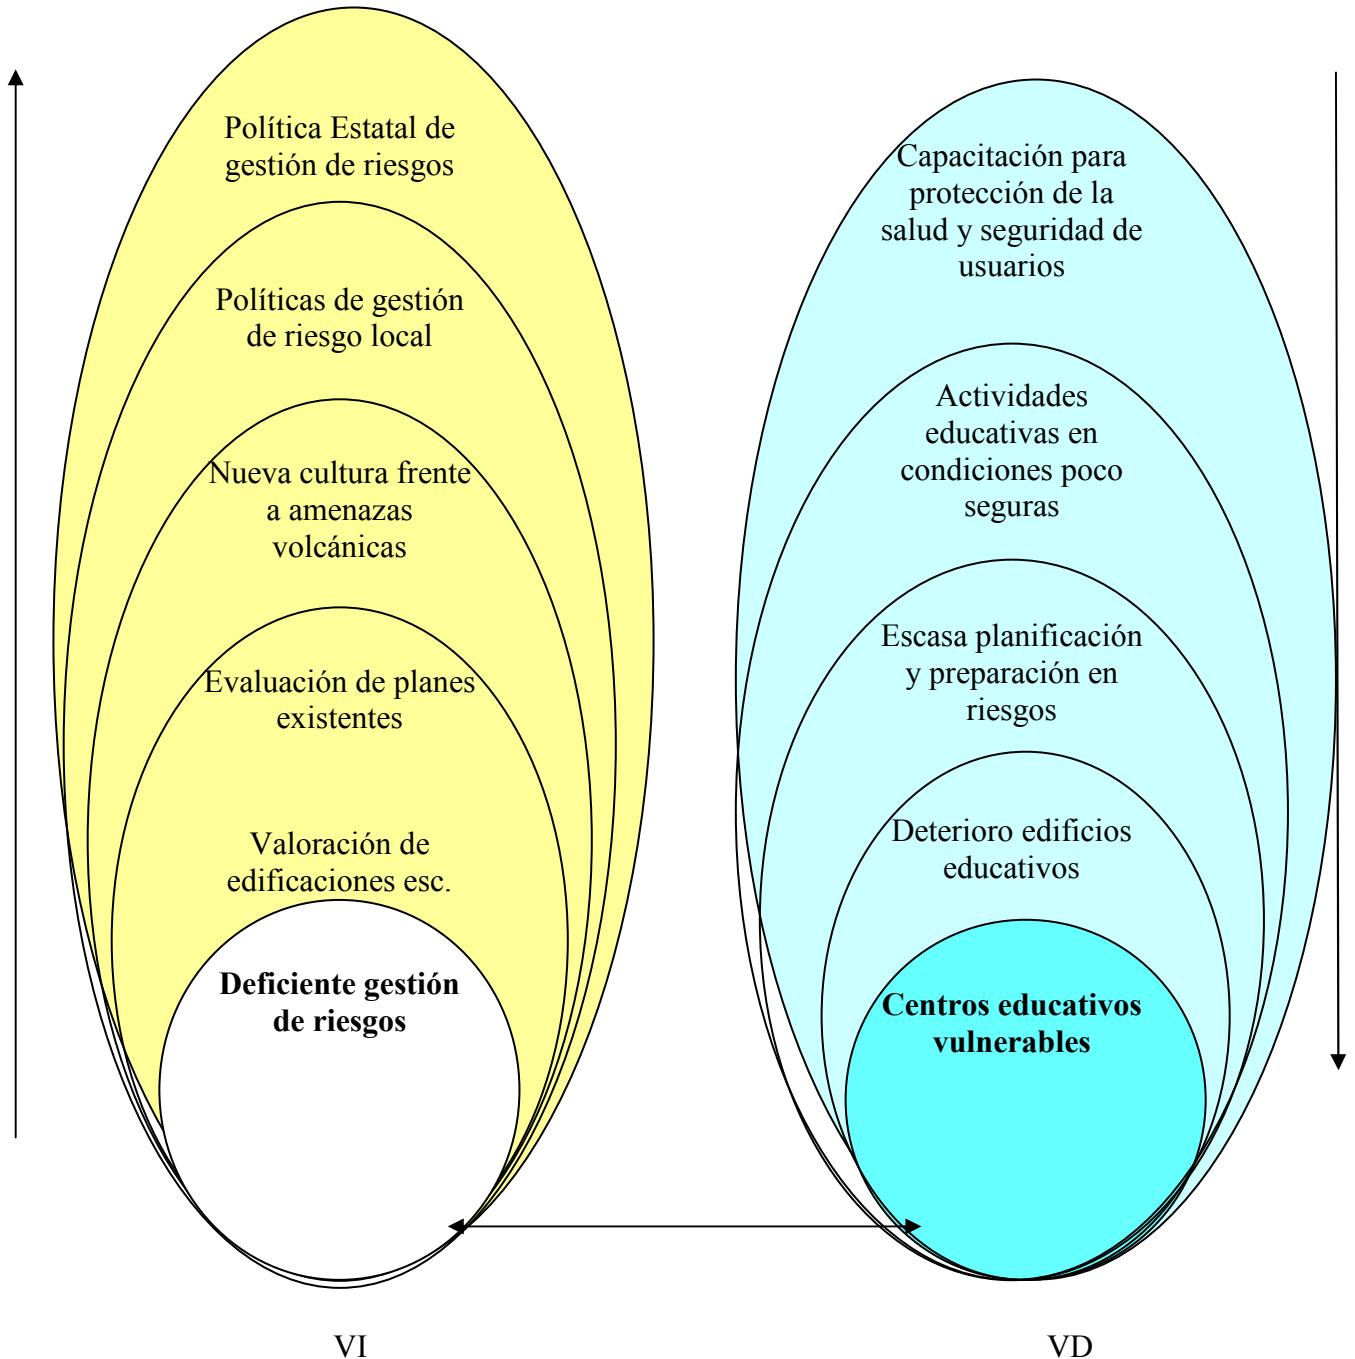 Política Estatal de
gestión de riesgos
Políticas de gestión
de riesgo local
Nueva cultura frente
a amenazas
volcánicas
Evaluación de planes
existentes
Valoración de
edificaciones esc.
Deficiente gestión
de riesgos
VI
Capacitación para
protección de la
salud y seguridad de
usuarios
Actividades
educativas en
condiciones poco
seguras
Escasa planificación
y preparación en
riesgos
Deterioro edificios
educativos
Centros educativos
vulnerables
VD